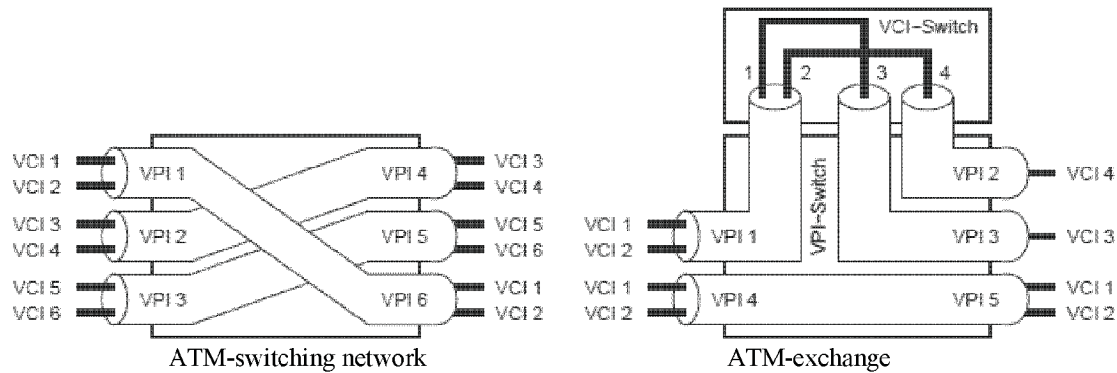 VCI 1
VCI 2
VCI 3
VCI 4
VCI 5
VCI 6
VPI 1
VPI 2
VPI 3
VPI 4
VPI 5
VPI 6
VCI 3
VCI 4
VCI 5
VCI 6
VCI 1
VCI 2
ATM-switching network
VCI-Switch
1 2 3 4
VPI-Switch
VCI 1
VCI 2
VCI 1
VCI 2
VPI 1
VPI 4
VPI 2
VPI 3
VPI 5
VCI 4
VCI 3
VCI 1
VCI 2
ATM-exchange